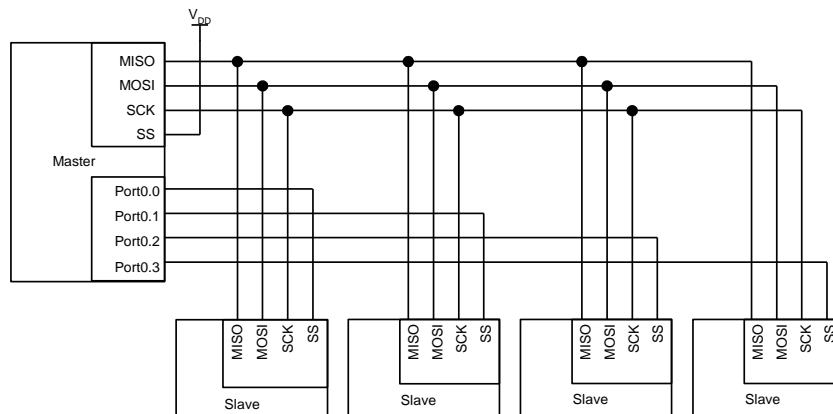 VDD
MISO
MOSI
SCK
SS
Master
Port0.0
Port0.1
Port0.2
Port0.3
MISO MOSI SCK SS
MISO MOSI SCK SS
MISO MOSI SCK SS
MISO MOSI SCK SS
Slave
Slave
Slave
Slave